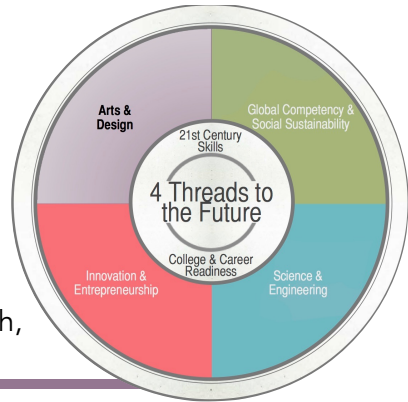 Arts &
Design
Global Competency &
Social Sustainability
21st Century
Skills
4 Threads to
the Future
College & Career
Readiness
Innovation &
Entrepreneurship
Science &
Engineering